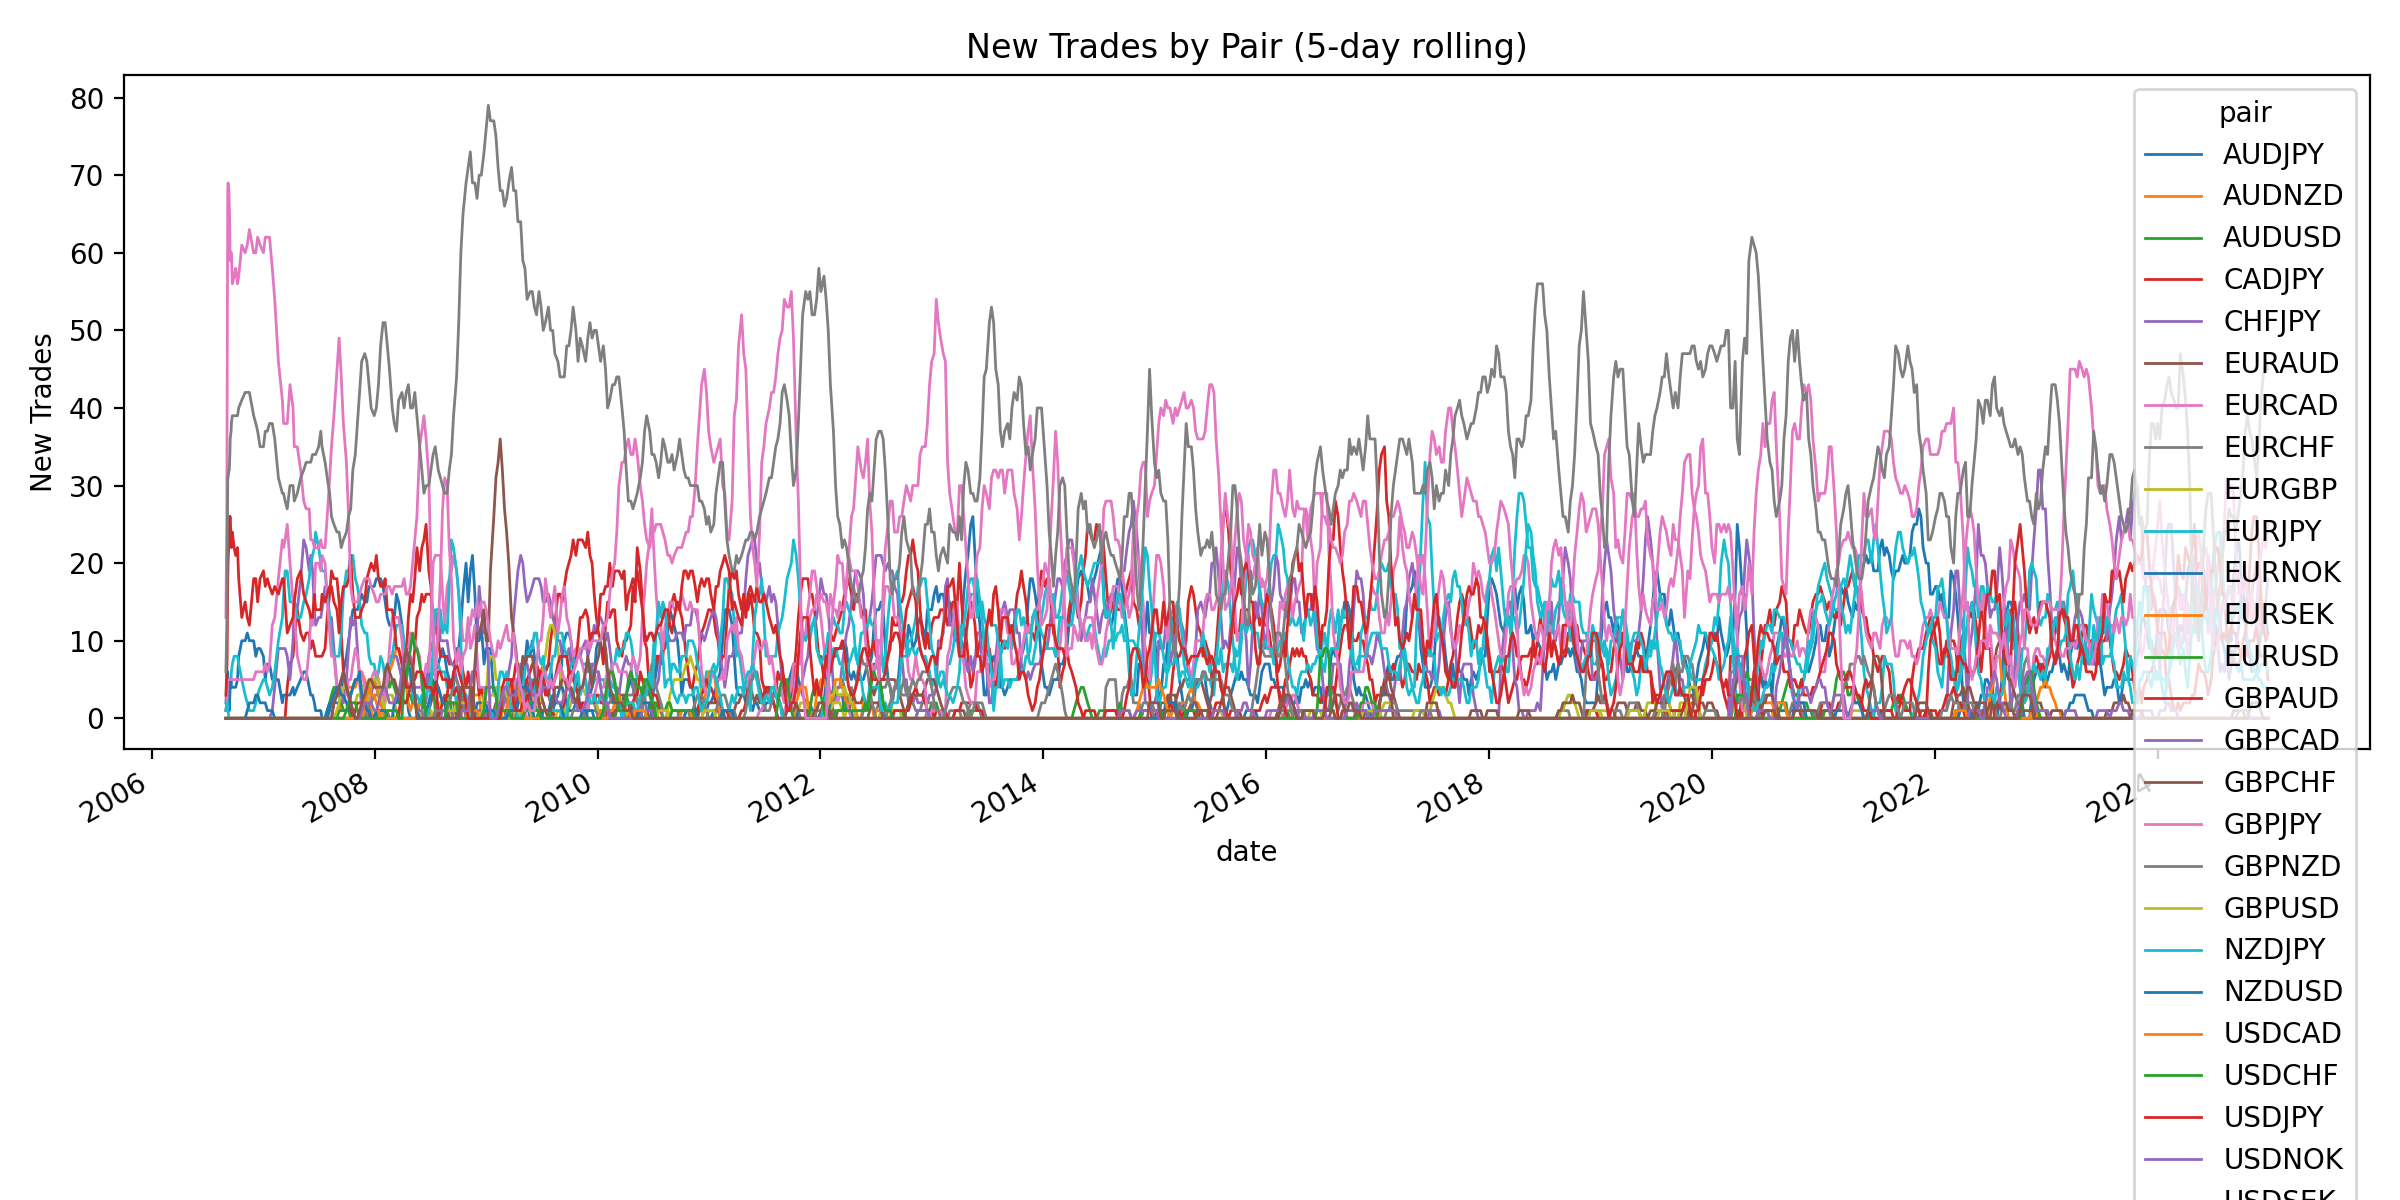 New Trades by Pair (5-day rolling)
80
70
60
50
40
30
20
10
0
New Trades
2006
2008
2010
2012
2014
2016
2018
2020
2022
2024
date
pair
AUDJPY
AUDNZD
AUDUSD
CADJPY
CHFJPY
EURAUD
EURCAD
EURCHF
EURGBP
EURJPY
EURNOK
EURSEK
EURUSD
GBPAUD
GBPCAD
GBPCHF
GBPJPY
GBPNZD
GBPUSD
NZDJPY
NZDUSD
USDCAD
USDCHF
USDJPY
USDNOK
USDSEK